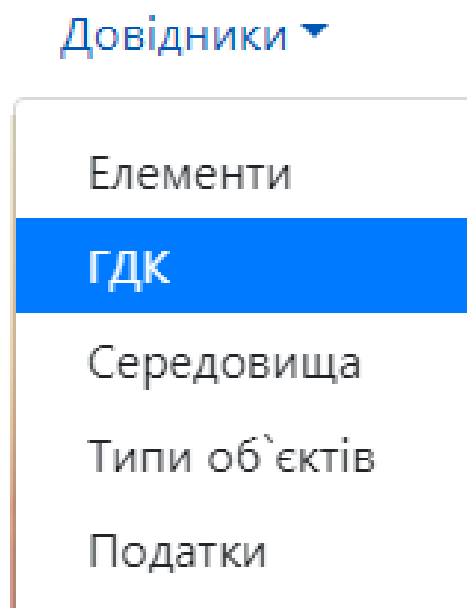 Довідники
Елементи
ГДК
Середовища
Типи об`єктів
Податки